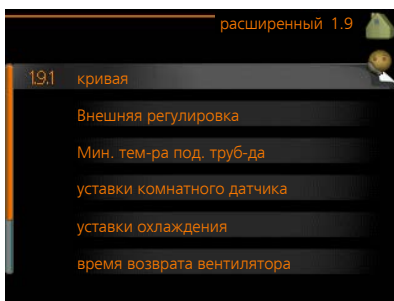 расширенный 1.9
1.9.1 кривая
Внешняя регулировка
Мин. тем-ра под. труб-да
уставки комнатного датчика
уставки охлаждения
время возврата вентилятора